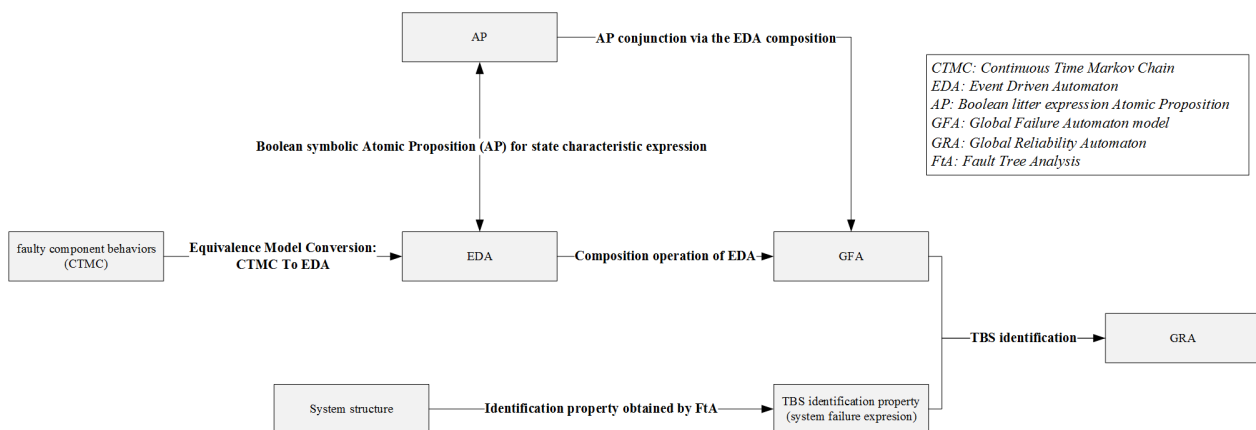 AP
AP conjunction via the EDA composition
CTMC: Continuous Time Markov Chain
EDA: Event Driven Automaton
AP: Boolean litter expression Atomic Proposition
GFA: Global Failure Automaton model
GRA: Global Reliability Automaton
FtA: Fault Tree Analysis
Boolean symbolic Atomic Proposition (AP) for state characteristic expression
faulty component behaviors
(CTMC)
Equivalence Model Conversion:
CTMC To EDA
EDA
Composition operation of EDA
GFA
TBS identification
GRA
System structure
Identification property obtained by FtA
TBS identification property
(system failure expresion)